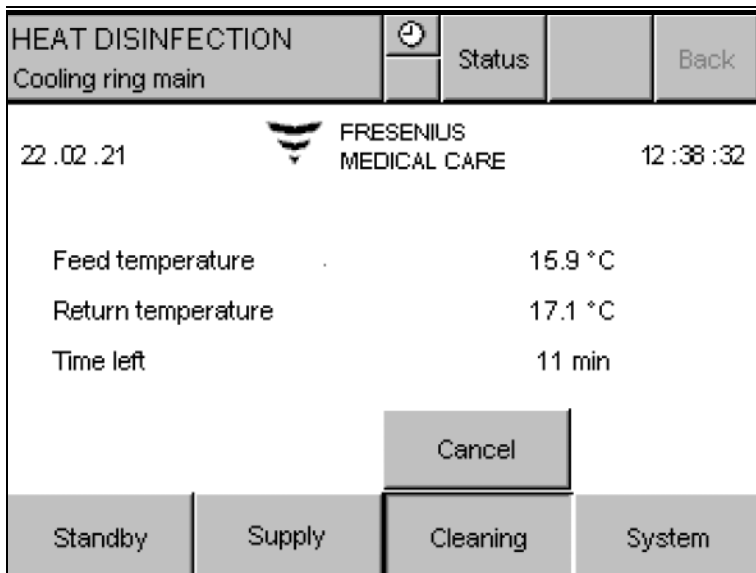 HEAT DISINFECTION
Cooling ring main
Status
Back
22 .02 .21
FRESENIUS
MEDICAL CARE
12 :38 :32
Feed temperature 15.9 °C
Return temperature 17.1 °C
Time left 11 min
Cancel
Standby Supply Cleaning System